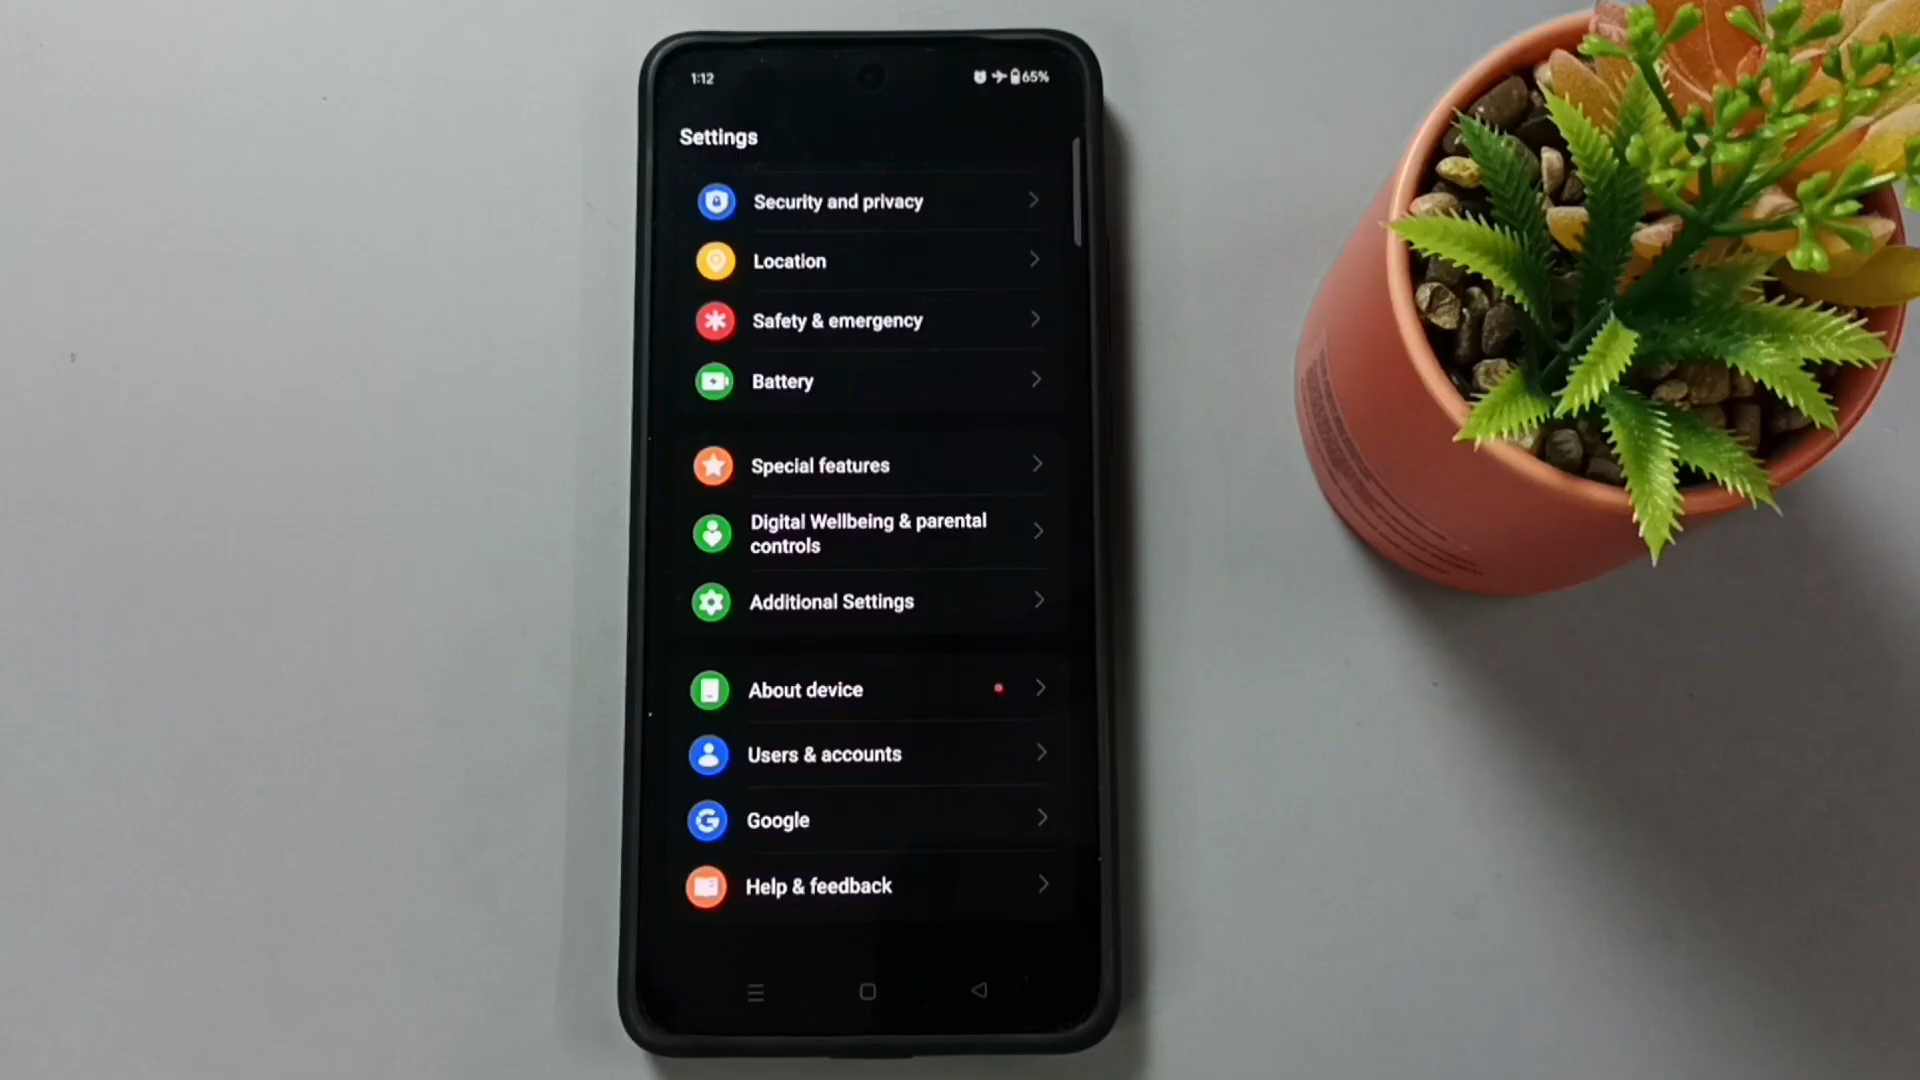 1:12
65%
Settings
Security and privacy
Location
Safety & emergency
Battery
Special features
Digital Wellbeing & parental
controls
Additional Settings
About device
Users & accounts
Google
Help & feedback